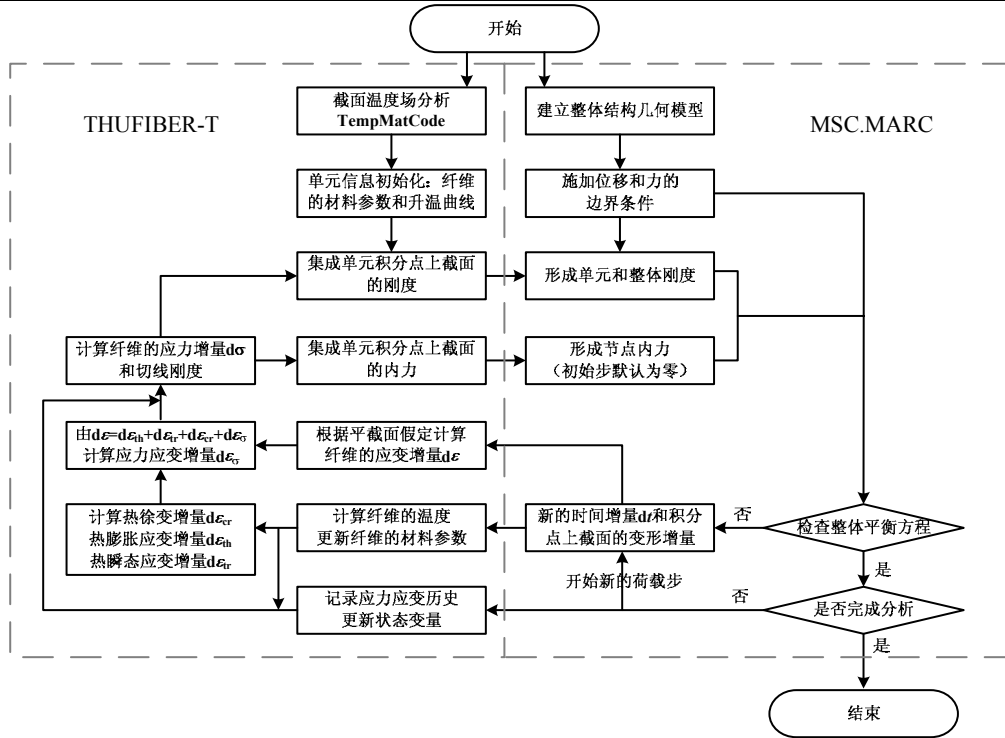 开始
THUFIBER-T
MSC.MARC
截面温度场分析
TempMatCode
建立整体结构几何模型
单元信息初始化：纤维
的材料参数和升温曲线
施加位移和力的
边界条件
集成单元积分点上截面
的刚度
形成单元和整体刚度
计算纤维的应力增量dσ
和切线刚度
集成单元积分点上截面
的内力
形成节点内力
（初始步默认为零）
由dε=dεth+dεtr+dεcr+dεσ
计算应力应变增量dεσ
根据平截面假定计算
纤维的应变增量dε
计算热徐变增量dεcr
热膨胀应变增量dεth
热瞬态应变增量dεtr
计算纤维的温度
更新纤维的材料参数
新的时间增量dt和积分
点上截面的变形增量
否
检查整体平衡方程
是
开始新的荷载步
记录应力应变历史
更新状态变量
否
是否完成分析
是
结束